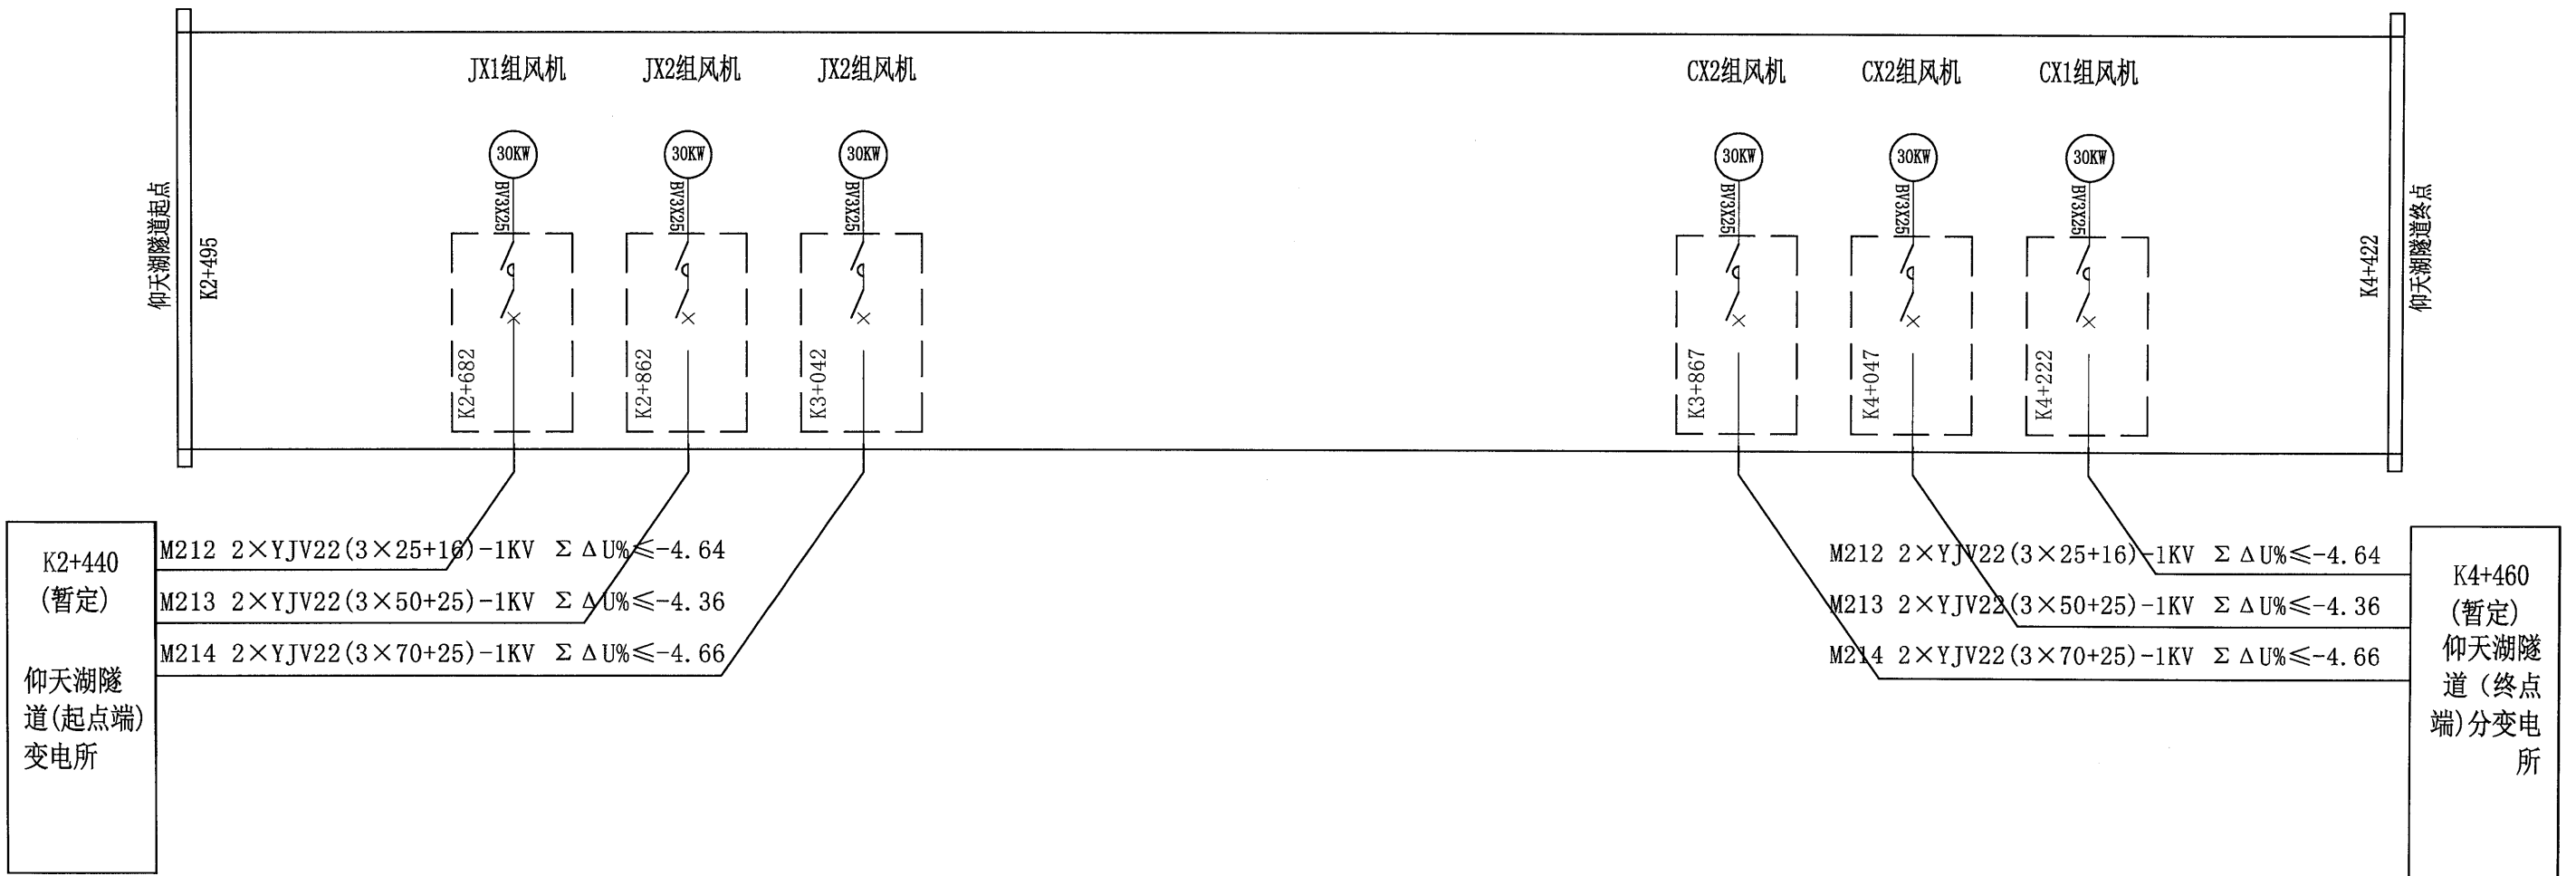 JX1组风机
JX2组风机
JX2组风机
CX2组风机
CX2组风机
CX1组风机
30KW
30KW
30KW
30KW
30KW
30KW
BV3X25
BV3X25
BV3X25
BV3X25
BV3X25
BV3X25
仰天湖隧道起点
K2+495
K2+682
K2+862
K3+042
K3+867
K4+047
K4+222
K4+422
仰天湖隧道终点
K2+440
(暂定)
仰天湖隧
道(起点端)
变电所
M212 2×YJV22(3×25+16)-1KV Σ ΔU%≤-4.64
M213 2×YJV22(3×50+25)-1KV Σ ΔU%≤-4.36
M214 2×YJV22(3×70+25)-1KV Σ ΔU%≤-4.66
M212 2×YJV22(3×25+16)-1KV Σ ΔU%≤-4.64
M213 2×YJV22(3×50+25)-1KV Σ ΔU%≤-4.36
M214 2×YJV22(3×70+25)-1KV Σ ΔU%≤-4.66
K4+460
(暂定)
仰天湖隧
道（终点
端)分变电
所